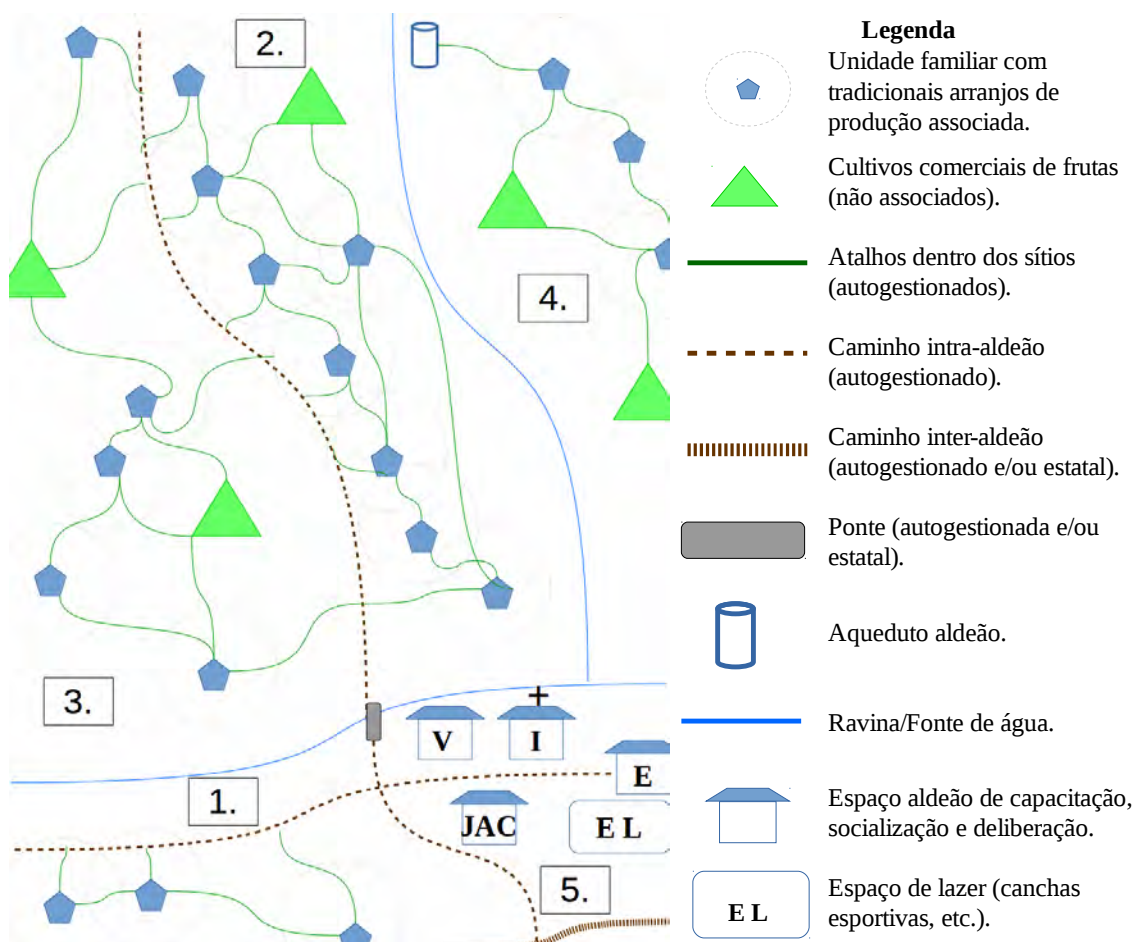 2.
4.
3.
V
I
E
1.
JAC
E L
5.
Legenda
Unidade familiar com
tradicionais arranjos de
produção associada.
Cultivos comerciais de frutas
(não associados).
Atalhos dentro dos sítios
(autogestionados).
Caminho intra-aldeão
(autogestionado).
Caminho inter-aldeão
(autogestionado e/ou estatal).
Ponte (autogestionada e/ou
estatal).
Aqueduto aldeão.
Ravina/Fonte de água.
Espaço aldeão de capacitação,
socialização e deliberação.
E L
Espaço de lazer (canchas
esportivas, etc.).